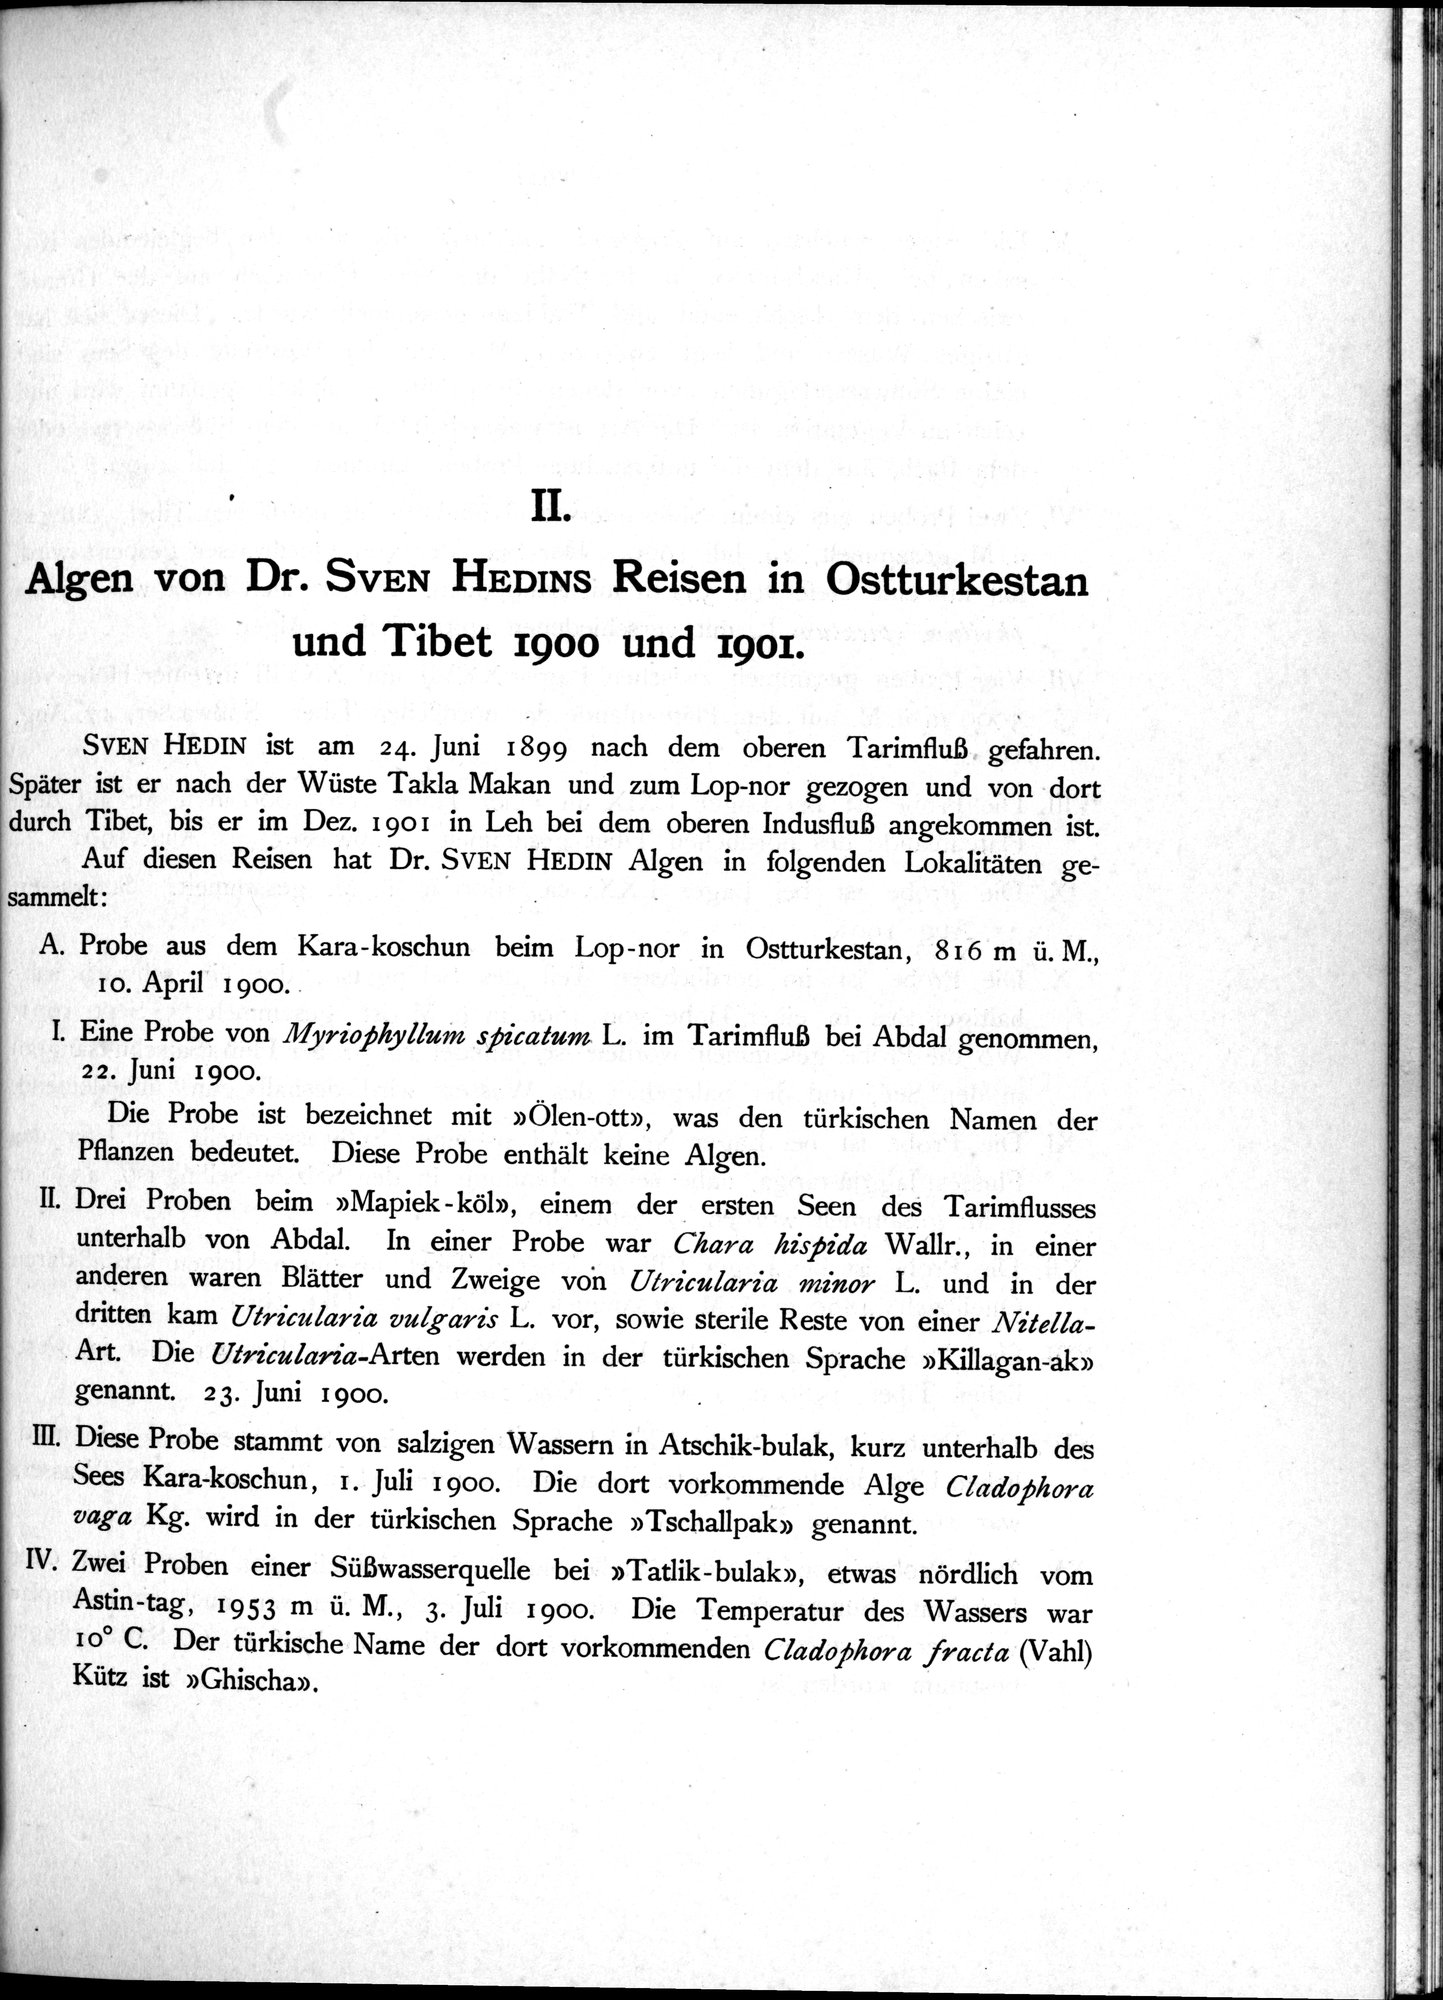 II.
Algen von Dr. SVEN HEDINS Reisen in Ostturkestan
und Tibet 1900 und 1901.
SVEN HEDIN ist am 24. Juni 1899 nach dem oberen Tarimfluß gefahren.
Später ist er nach der Wüste Takla Makan und zum Lop-nor gezogen und von dort
durch Tibet, bis er im Dez. 1901 in Leh bei dem oberen Indusfluß angekommen ist.
Auf diesen Reisen hat Dr. SVEN HEDIN Algen in folgenden Lokalitäten ge-
sammelt:
A. Probe aus dem Kara-koschun beim Lop-nor in Ostturkestan, 816 m ü. M.,
10. April 1900.
I. Eine Probe von Myriophyllum spicatum L. im Tarimfluß bei Abdal genommen,
22. Juni 1900.
Die Probe ist bezeichnet mit »Ölen-ott», was den türkischen Namen der
Pflanzen bedeutet. Diese Probe enthält keine Algen.
II. Drei Proben beim »Mapiek-köl», einem der ersten Seen des Tarimflusses
unterhalb von Abdal. In einer Probe war Chara hispida Wallr., in einer
anderen waren Blätter und Zweige von Utricularia minor L. und in der
dritten kam Utricularia vulgaris L. vor, sowie sterile Reste von einer Nitella-
Art. Die Utricularia-Arten werden in der türkischen Sprache »Killagan-ak»
genannt. 23. Juni 1900.
III. Diese Probe stammt von salzigen Wassern in Atschik-bulak, kurz unterhalb des
Sees Kara-koschun, 1. Juli 1900. Die dort vorkommende Alge Cladophora
vaga Kg. wird in der türkischen Sprache »Tschallpak» genannt.
IV. Zwei Proben einer Süßwasserquelle bei »Tatlik-bulak», etwas nördlich vom
Astin-tag, 1953 m ü. M., 3. Juli 1900. Die Temperatur des Wassers war
10° C. Der türkische Name der dort vorkommenden Cladophora fracta (Vahl)
Kütz ist »Ghischa».